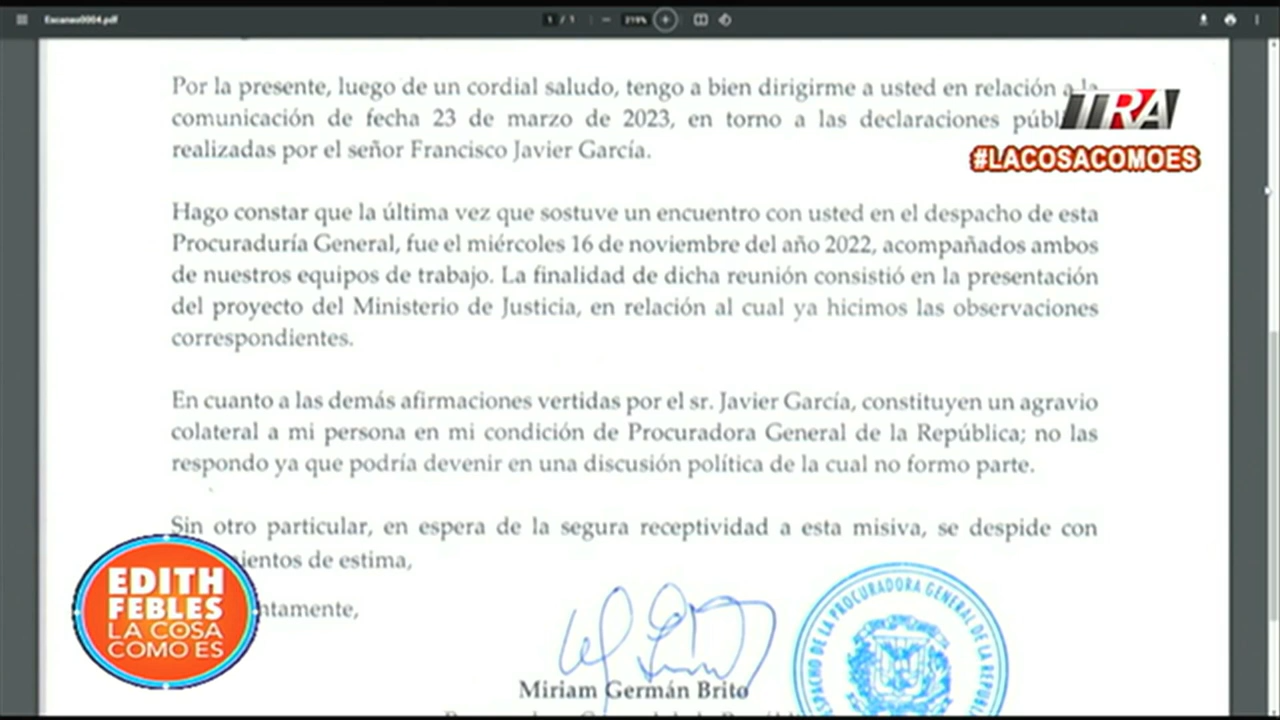 Escaneo0004.pdf
1 / 1
219%
Por la presente, luego de un cordial saludo, tengo a bien dirigirme a usted en relación a la
comunicación de fecha 23 de marzo de 2023, en torno a las declaraciones
realizadas por el señor Francisco Javier García.
TRA
#LACOSACOMOES
Hago constar que la última vez que sostuve un encuentro con usted en el despacho de esta
Procuraduría General, fue el miércoles 16 de noviembre del año 2022, acompañados ambos
de nuestros equipos de trabajo. La finalidad de dicha reunión consistió en la presentación
del proyecto del Ministerio de Justicia, en relación al cual ya hicimos las observaciones
correspondientes.
En cuanto a las demás afirmaciones vertidas por el sr. Javier García, constituyen un agravio
colateral a mi persona en mi condición de Procuradora General de la República; no las
respondo ya que podría devenir en una discusión política de la cual no formo parte.
Sin otro particular, en espera de la segura receptividad a esta misiva, se despide con
de estima,
EDITH
FEBLES
LA COSA
COMO ES
Miriam Germán Brito
DE LA PROCURADORA GENERAL DE LA